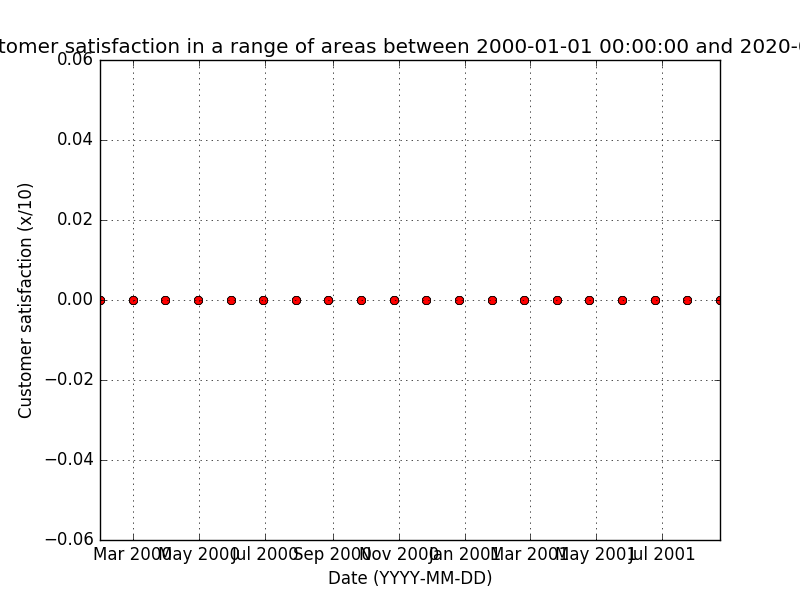 tomer satisfaction in a range of areas between 2000-01-01 00:00:00 and 2020-
0.06
0.04
0.02
0.00
−0.02
−0.04
−0.06
Customer satisfaction (x/10)
Mar 2000 May 2000 Jul 2000 Sep 2000 Nov 2000 Jan 2001 Mar 2001 May 2001 Jul 2001
Date (YYYY-MM-DD)